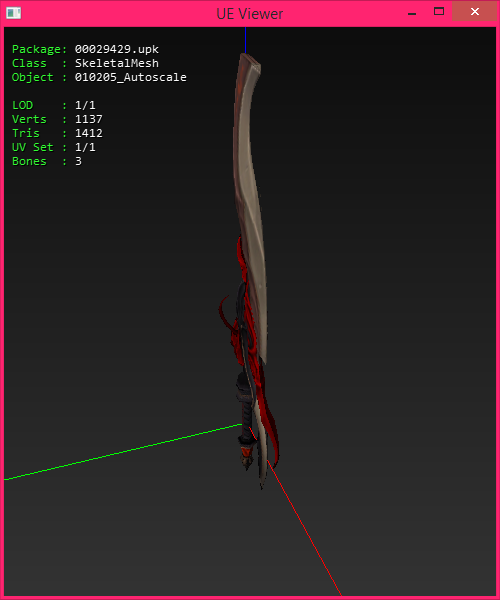 UE Viewer
Package: 00029429.upk
Class  : SkeletalMesh
Object : 010205_Autoscale
LOD    : 1/1
Verts  : 1137
Tris   : 1412
UV Set : 1/1
Bones  : 3